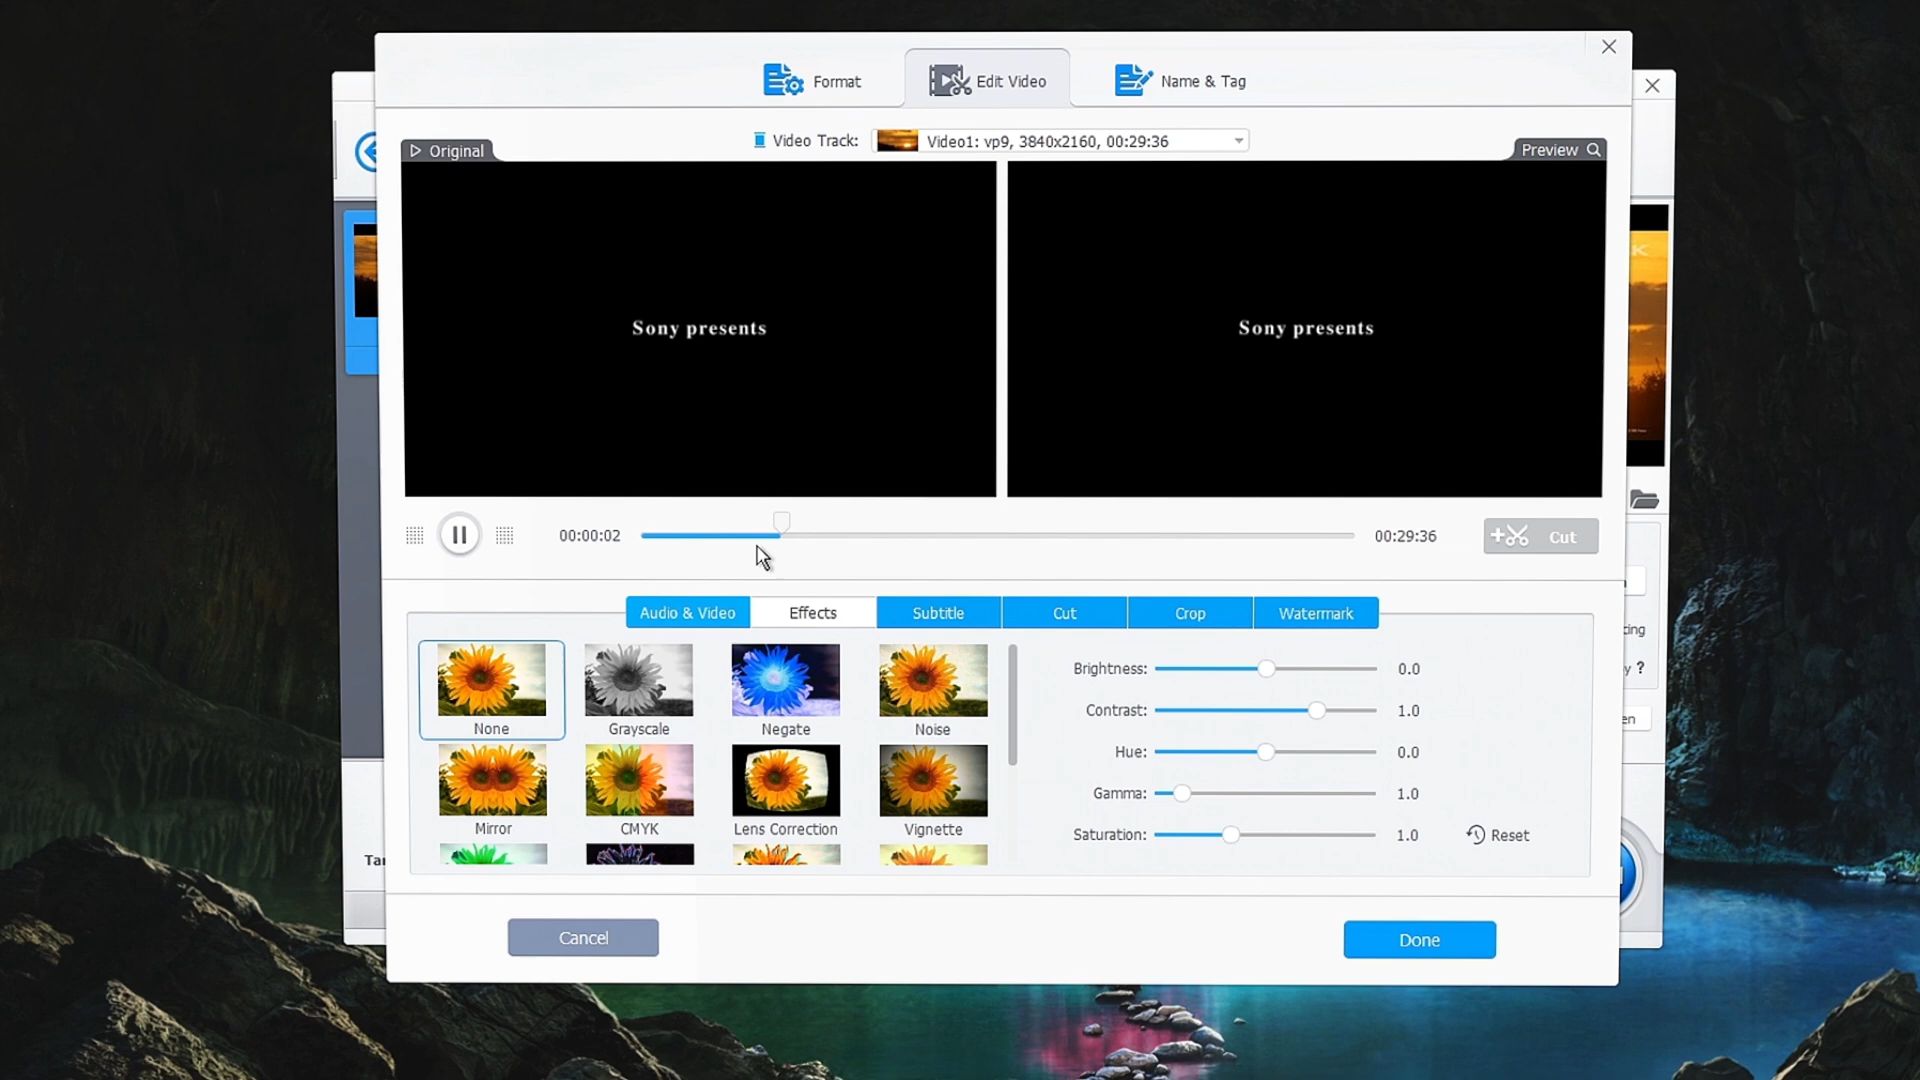 Format
Edit Video
Name & Tag
Video Track:
Video1: vp9, 3840x2160, 00:29:36
Original
Preview
Sony presents
Sony presents
00:00:02
00:29:36
Cut
Audio & Video
Effects
Subtitle
Cut
Crop
Watermark
None
Grayscale
Negate
Noise
Mirror
CMYK
Lens Correction
Vignette
Brightness: 0.0
Contrast: 1.0
Hue: 0.0
Gamma: 1.0
Saturation: 1.0
Reset
Cancel
Done
K
cing
y ?
en
Tar